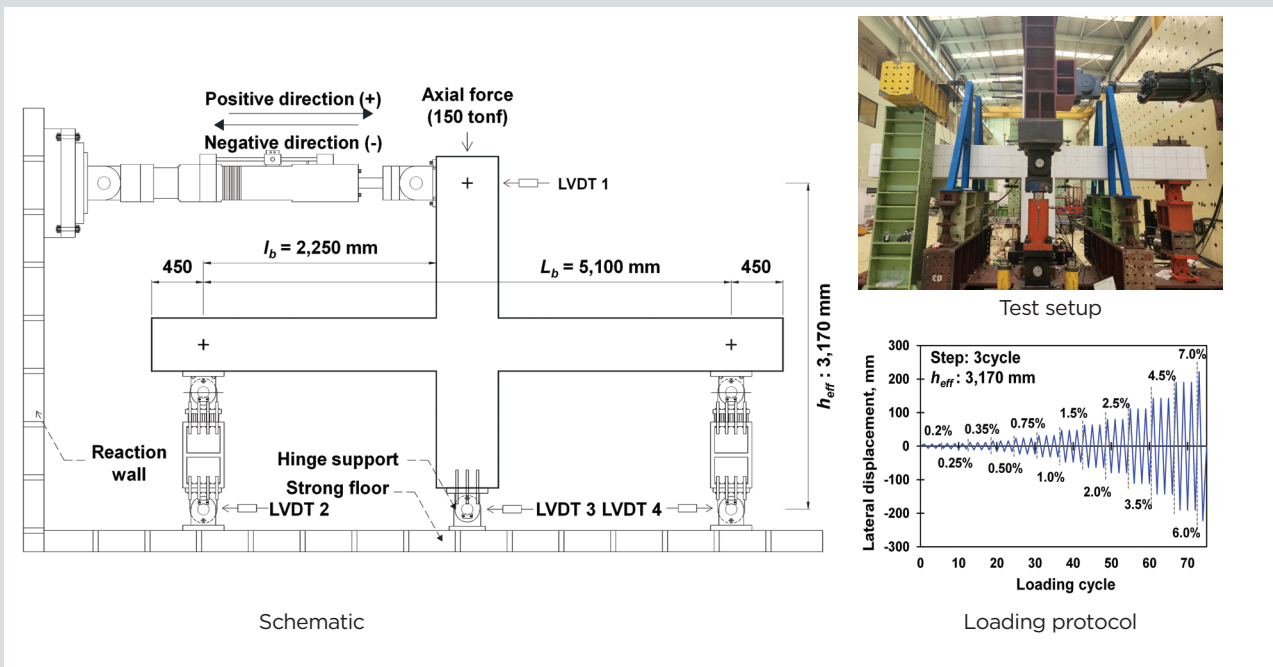 Positive direction (+)
Negative direction (-)
Axial force
(150 tonf)
LVDT 1
l_b = 2,250 mm
450
L_b = 5,100 mm
450
h_eff : 3,170 mm
Reaction
wall
Hinge support
Strong floor
LVDT 2
LVDT 3 LVDT 4
Schematic
Test setup
Lateral displacement, mm
300
200
100
0
-100
-200
-300
Step: 3cycle
h_eff : 3,170 mm
0.2%
0.25%
0.35%
0.50%
0.75%
1.0%
1.5%
2.0%
2.5%
3.5%
4.5%
6.0%
7.0%
0 10 20 30 40 50 60 70
Loading cycle
Loading protocol